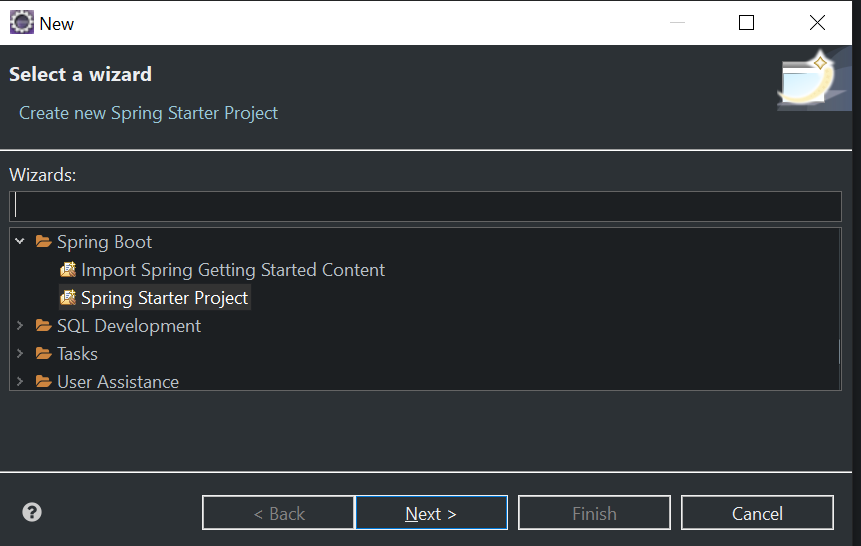 New
Select a wizard
Create new Spring Starter Project
Wizards:
Spring Boot
Import Spring Getting Started Content
Spring Starter Project
SQL Development
Tasks
User Assistance
? < Back Next > Finish Cancel